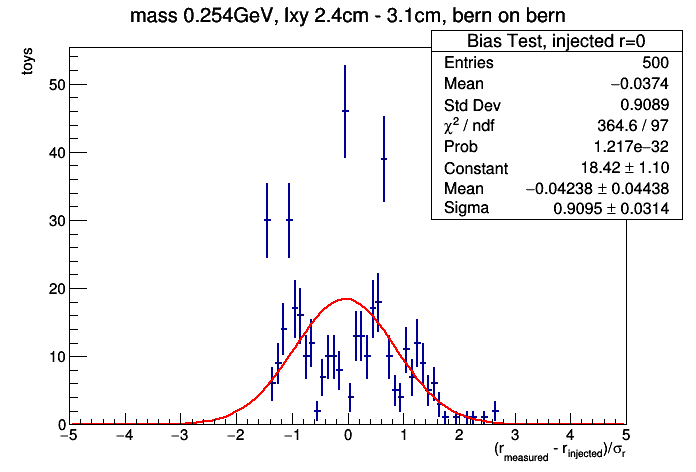 mass 0.254GeV, lxy 2.4cm - 3.1cm, bern on bern
toys
Bias Test, injected r=0
Entries 500
Mean −0.0374
Std Dev 0.9089
χ² / ndf 364.6 / 97
Prob 1.217e−32
Constant 18.42 ± 1.10
Mean −0.04238 ± 0.04438
Sigma 0.9095 ± 0.0314
50
40
30
20
10
0
−5 −4 −3 −2 −1 0 1 2 3 4 5
(r_measured - r_injected)/σ_r